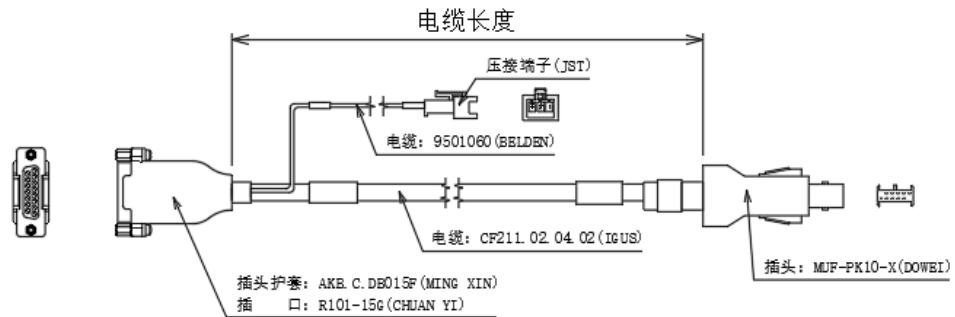 电缆长度
压接端子(JST)
电缆: 9501060(BELDEN)
电缆: CF211.02.04.02(IGUS)
插头: MUF-PK10-X(DOWEI)
插头护套: AKB.C.DB015F(MING XIN)
插 口: R101-15G(CHUAN YI)